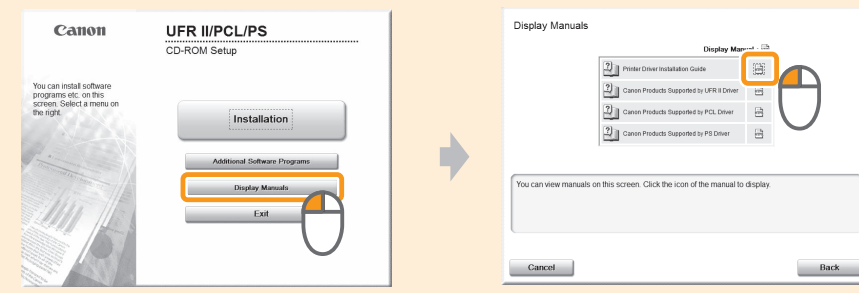 Canon
UFR II/PCL/PS
CD-ROM Setup
You can install software
programs etc. on this
screen. Select a menu on
the right.
Installation
Additional Software Programs
Display Manuals
Exit
Display Manuals
Display Manual :
Printer Driver Installation Guide
Canon Products Supported by UFR II Driver
Canon Products Supported by PCL Driver
Canon Products Supported by PS Driver
You can view manuals on this screen. Click the icon of the manual to display.
Cancel
Back